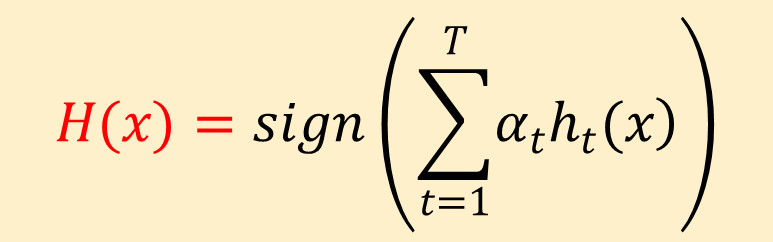 H(x) = sign(∑_{t=1}^{T} α_t h_t(x))